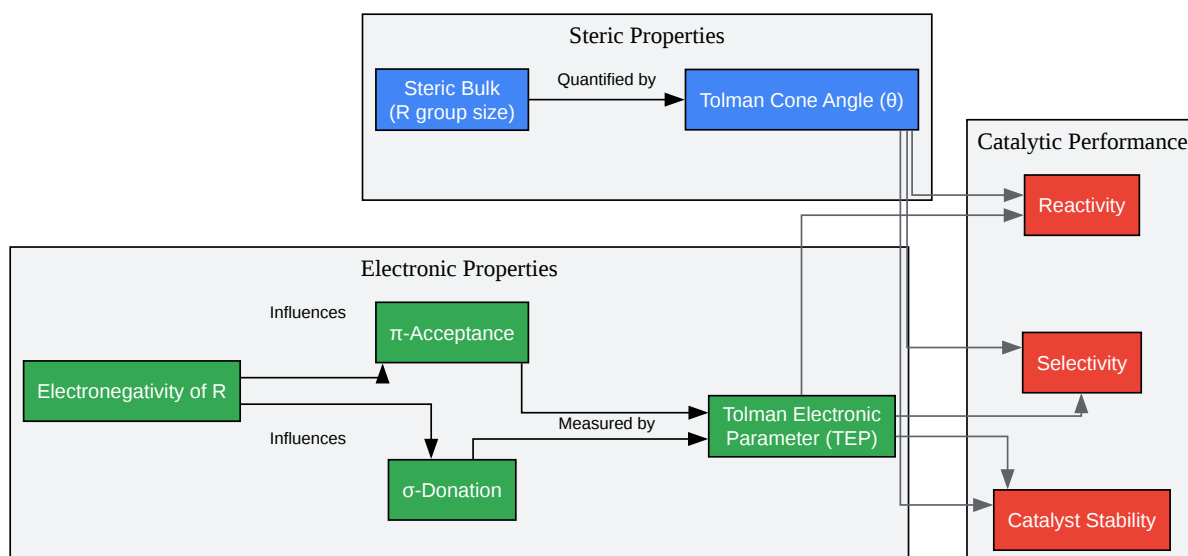 Steric Properties
Steric Bulk
(R group size)
Quantified by
Tolman Cone Angle (θ)
Catalytic Performance
Reactivity
Selectivity
Catalyst Stability
Electronic Properties
Electronegativity of R
Influences
π-Acceptance
Influences
σ-Donation
Measured by
Tolman Electronic
Parameter (TEP)